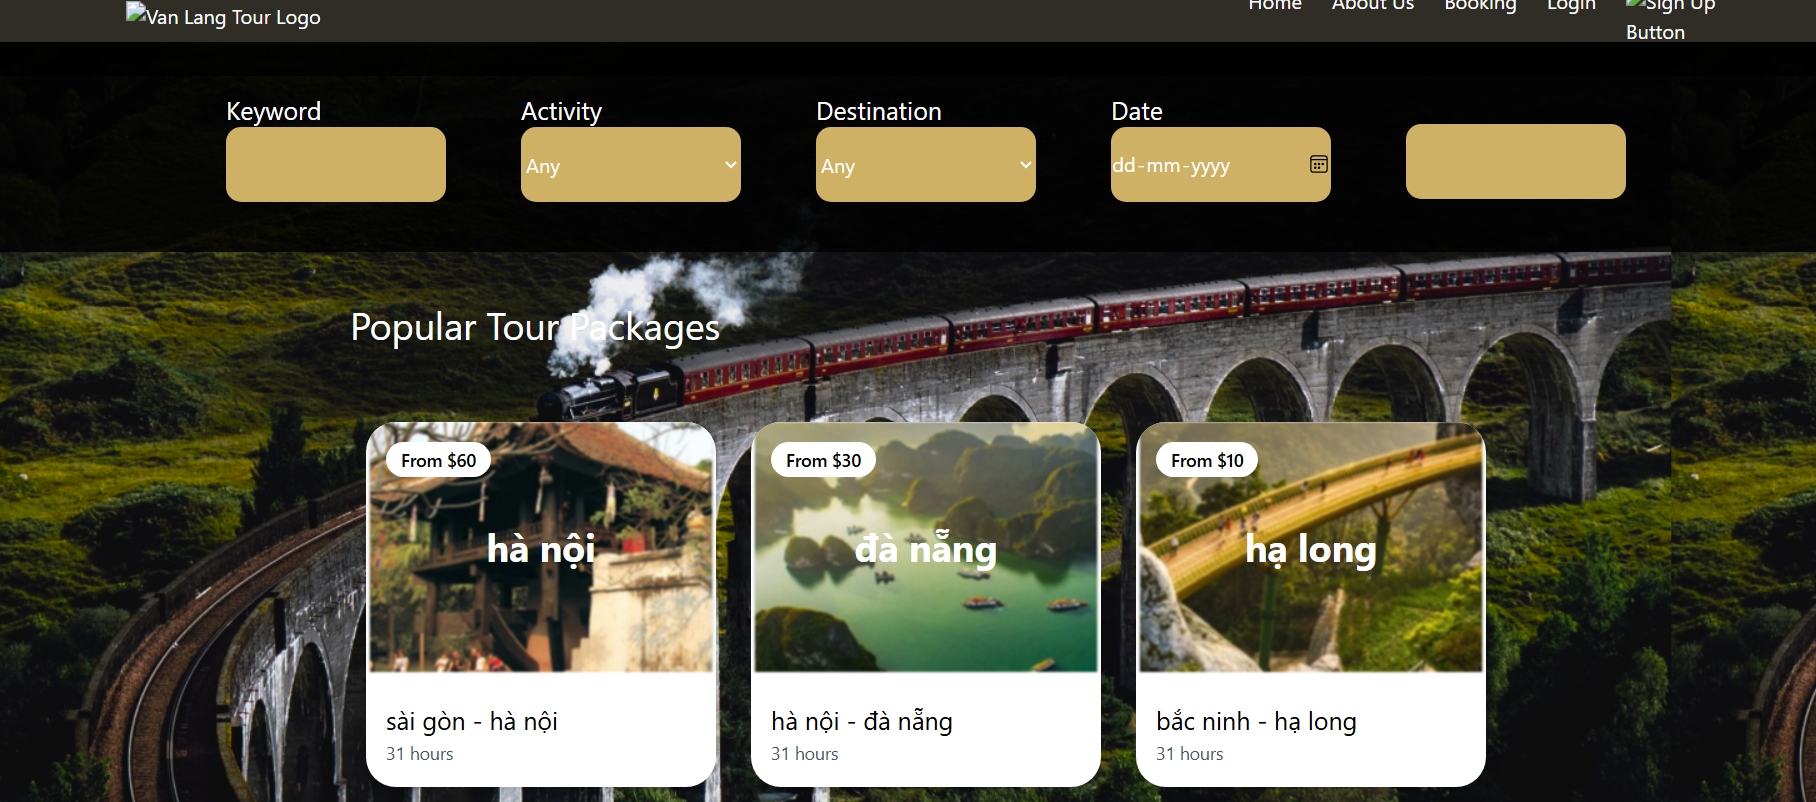 Van Lang Tour Logo
Home About Us Booking Login Sign Up Button
Keyword Activity Destination Date
Any Any dd-mm-yyyy
Popular Tour Packages
From $60 From $30 From $10
hà nội đà nẵng hạ long
sài gòn - hà nội hà nội - đà nẵng bắc ninh - hạ long
31 hours 31 hours 31 hours